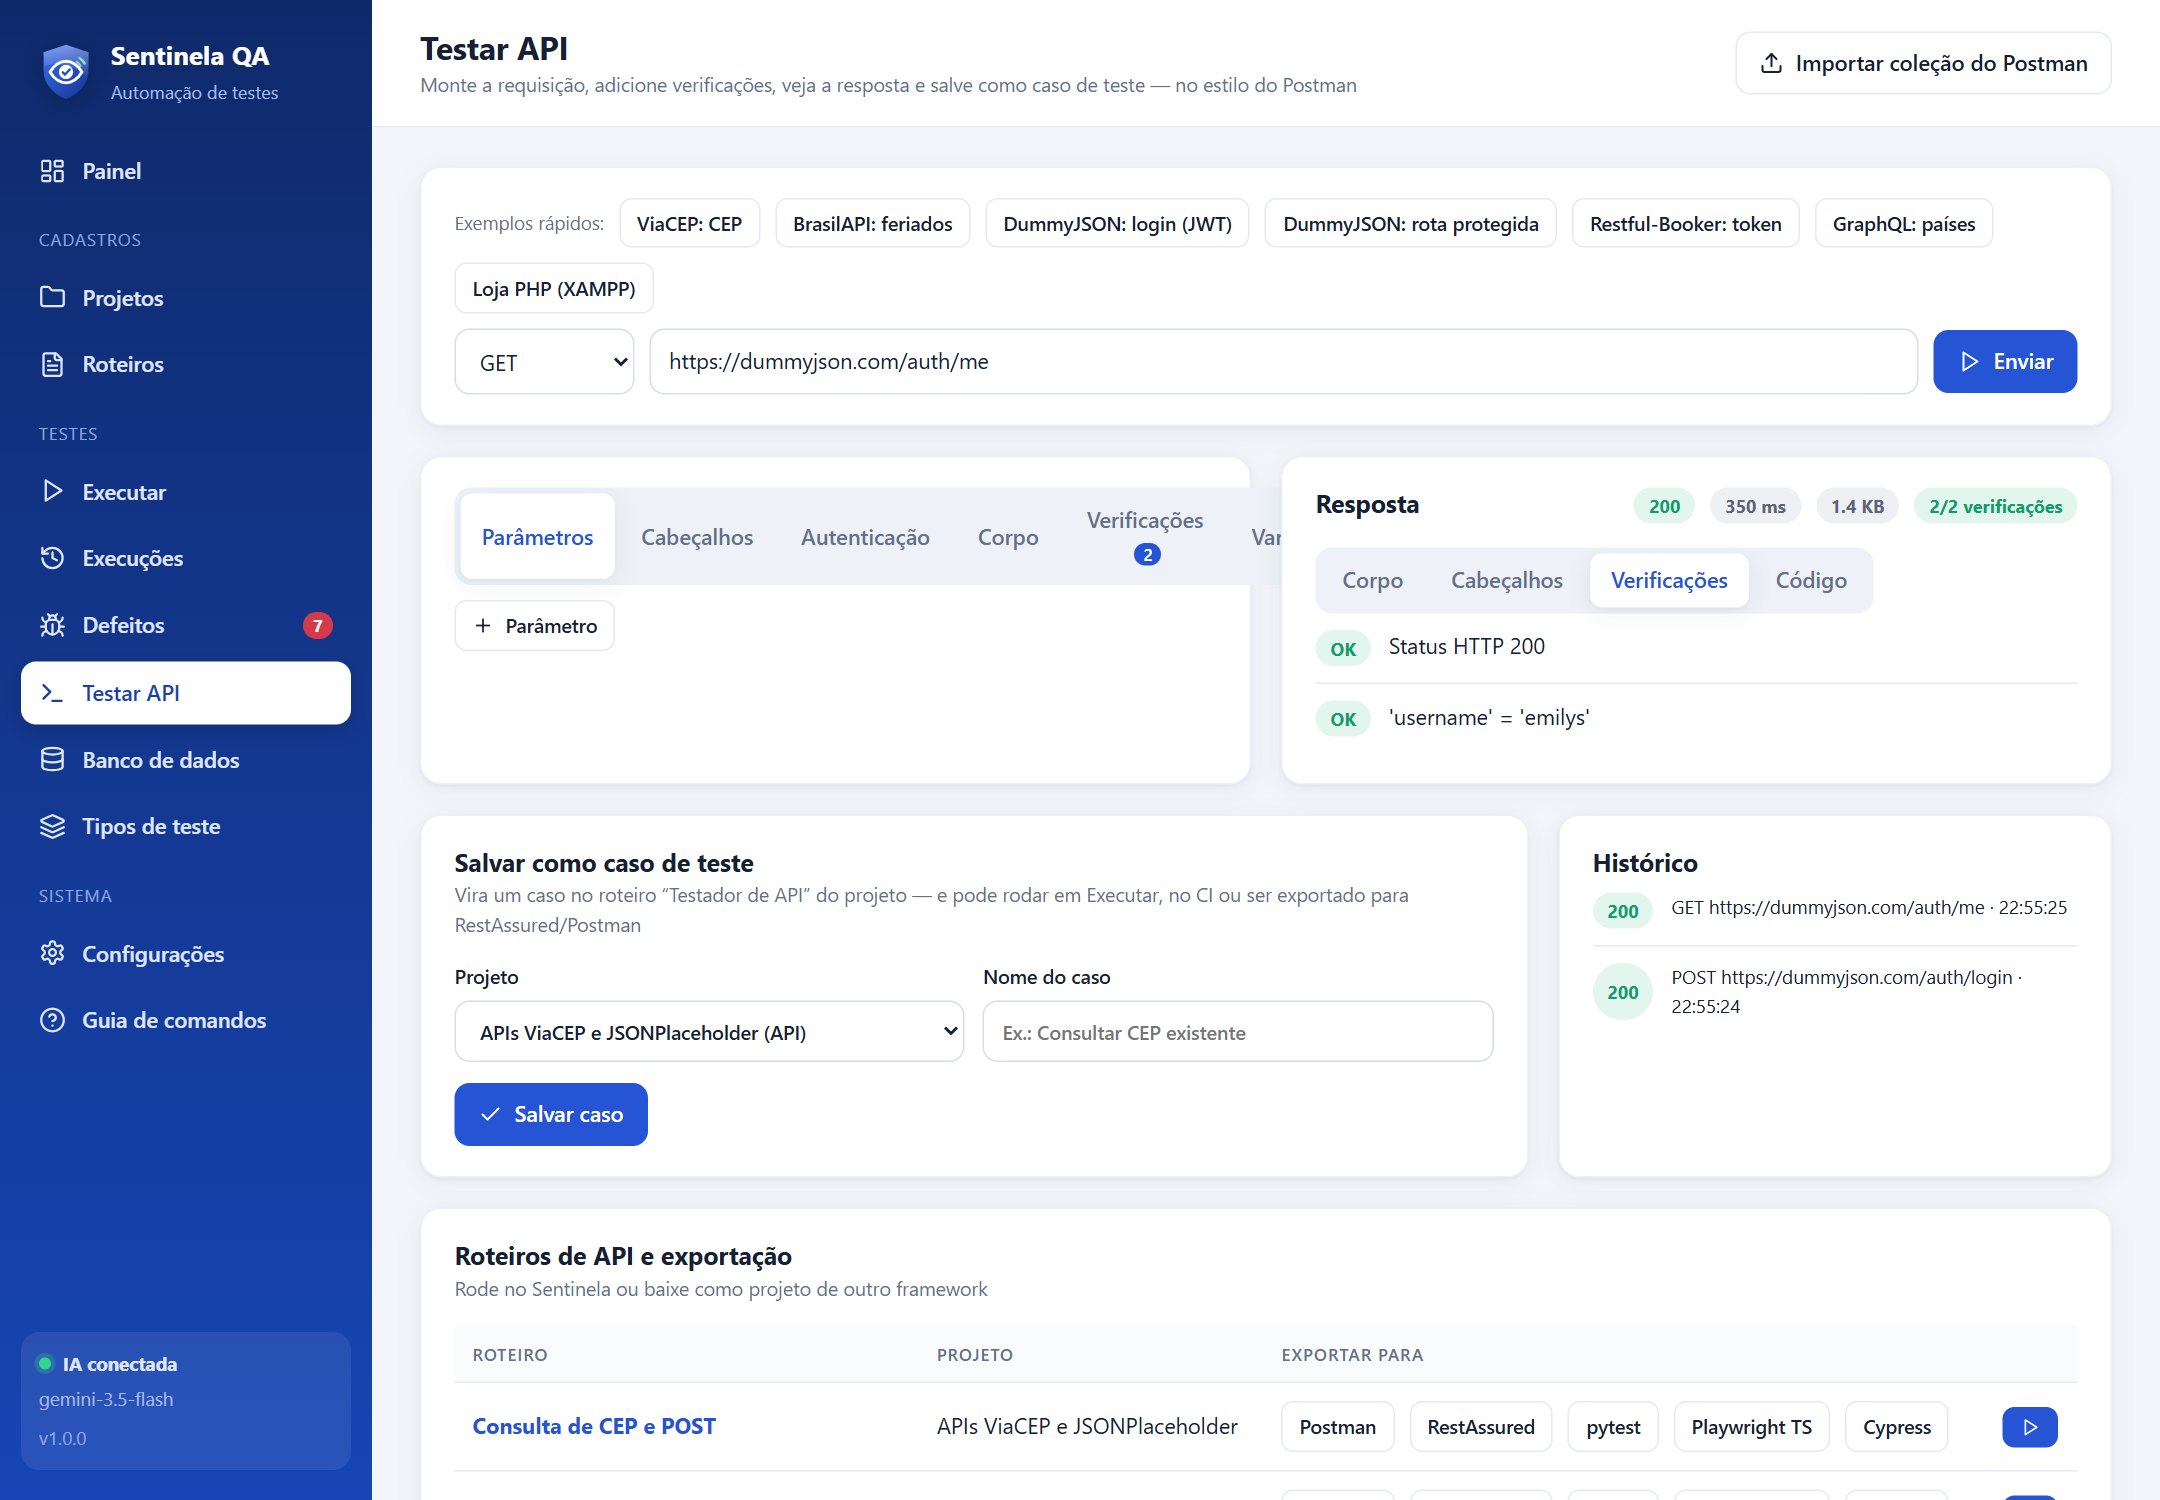 Sentinela QA
Automação de testes
Painel
CADASTROS
Projetos
Roteiros
TESTES
Executar
Execuções
Defeitos
7
Testar API
Banco de dados
Tipos de teste
SISTEMA
Configurações
Guia de comandos
IA conectada
gemini-3.5-flash
v1.0.0
Testar API
Monte a requisição, adicione verificações, veja a resposta e salve como caso de teste — no estilo do Postman
Importar coleção do Postman
Exemplos rápidos:
ViaCEP: CEP
BrasilAPI: feriados
DummyJSON: login (JWT)
DummyJSON: rota protegida
Restful-Booker: token
GraphQL: países
Loja PHP (XAMPP)
GET
https://dummyjson.com/auth/me
Enviar
Parâmetros
Cabeçalhos
Autenticação
Corpo
Verificações
2
Var
Parâmetro
Resposta
200
350 ms
1.4 KB
2/2 verificações
Corpo
Cabeçalhos
Verificações
Código
OK
Status HTTP 200
OK
'username' = 'emilys'
Salvar como caso de teste
Vira um caso no roteiro “Testador de API” do projeto — e pode rodar em Executar, no CI ou ser exportado para
RestAssured/Postman
Projeto
APIs ViaCEP e JSONPlaceholder (API)
Nome do caso
Ex.: Consultar CEP existente
Salvar caso
Histórico
200
GET https://dummyjson.com/auth/me · 22:55:25
200
POST https://dummyjson.com/auth/login ·
22:55:24
Roteiros de API e exportação
Rode no Sentinela ou baixe como projeto de outro framework
ROTEIRO
PROJETO
EXPORTAR PARA
Consulta de CEP e POST
APIs ViaCEP e JSONPlaceholder
Postman
RestAssured
pytest
Playwright TS
Cypress